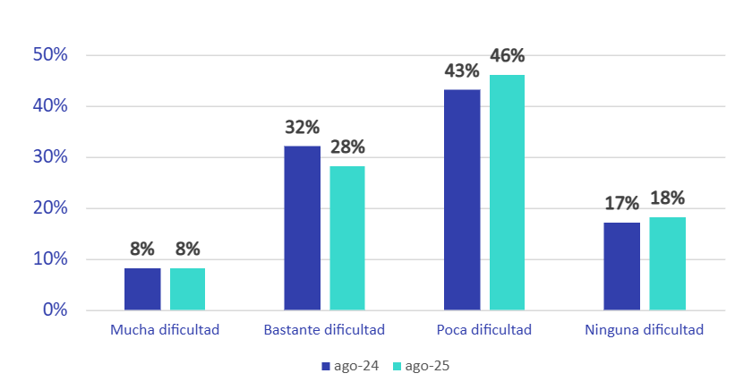 50%
40%
30%
20%
10%
0%
8%
8%
32%
28%
43%
46%
17%
18%
Mucha dificultad
Bastante dificultad
Poca dificultad
Ninguna dificultad
ago-24
ago-25